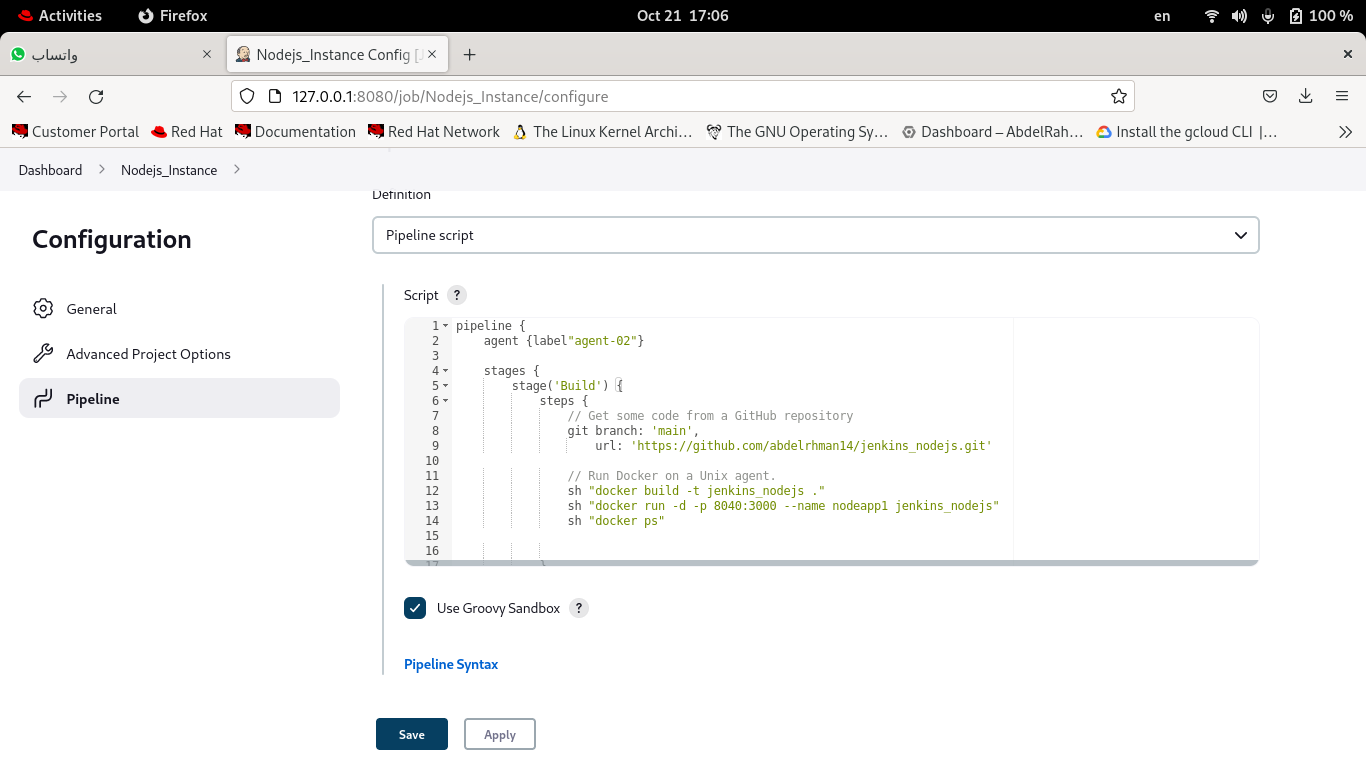 Activities Firefox Oct 21 17:06 en 100 %
واتساب Nodejs_Instance Config [J
127.0.0.1:8080/job/Nodejs_Instance/configure
Customer Portal Red Hat Documentation Red Hat Network The Linux Kernel Archi… The GNU Operating Sy… Dashboard – AbdelRah… Install the gcloud CLI |…
Dashboard Nodejs_Instance
Configuration
General
Advanced Project Options
Pipeline
Definition
Pipeline script
Script ?
1 pipeline {
2 agent {label"agent-02"}
3
4 stages {
5 stage('Build') {
6 steps {
7 // Get some code from a GitHub repository
8 git branch: 'main',
9 url: 'https://github.com/abdelrhman14/jenkins_nodejs.git'
10
11 // Run Docker on a Unix agent.
12 sh "docker build -t jenkins_nodejs ."
13 sh "docker run -d -p 8040:3000 --name nodeapp1 jenkins_nodejs"
14 sh "docker ps"
15
16
17 }
Use Groovy Sandbox ?
Pipeline Syntax
Save Apply